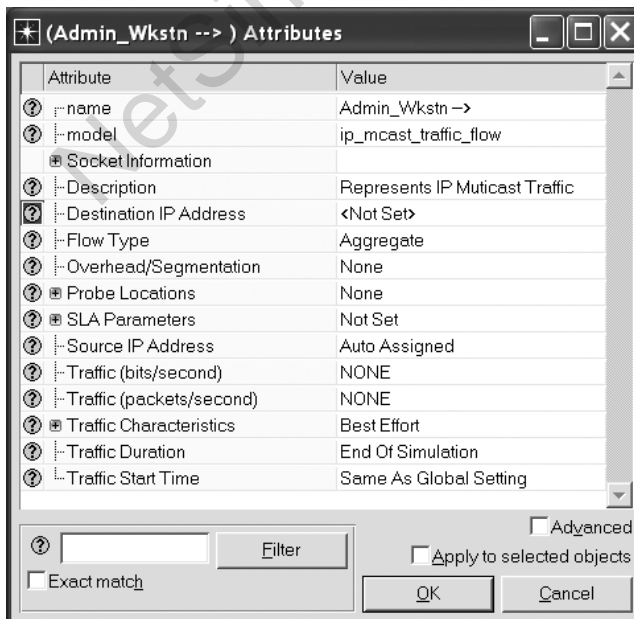 (Admin_Wkstn --> ) Attributes
Attribute Value
name Admin_Wkstn -->
model ip_mcast_traffic_flow
Socket Information
Description Represents IP Muticast Traffic
Destination IP Address <Not Set>
Flow Type Aggregate
Overhead/Segmentation None
Probe Locations None
SLA Parameters Not Set
Source IP Address Auto Assigned
Traffic (bits/second) NONE
Traffic (packets/second) NONE
Traffic Characteristics Best Effort
Traffic Duration End Of Simulation
Traffic Start Time Same As Global Setting
Advanced
Filter
Apply to selected objects
Exact match
OK Cancel